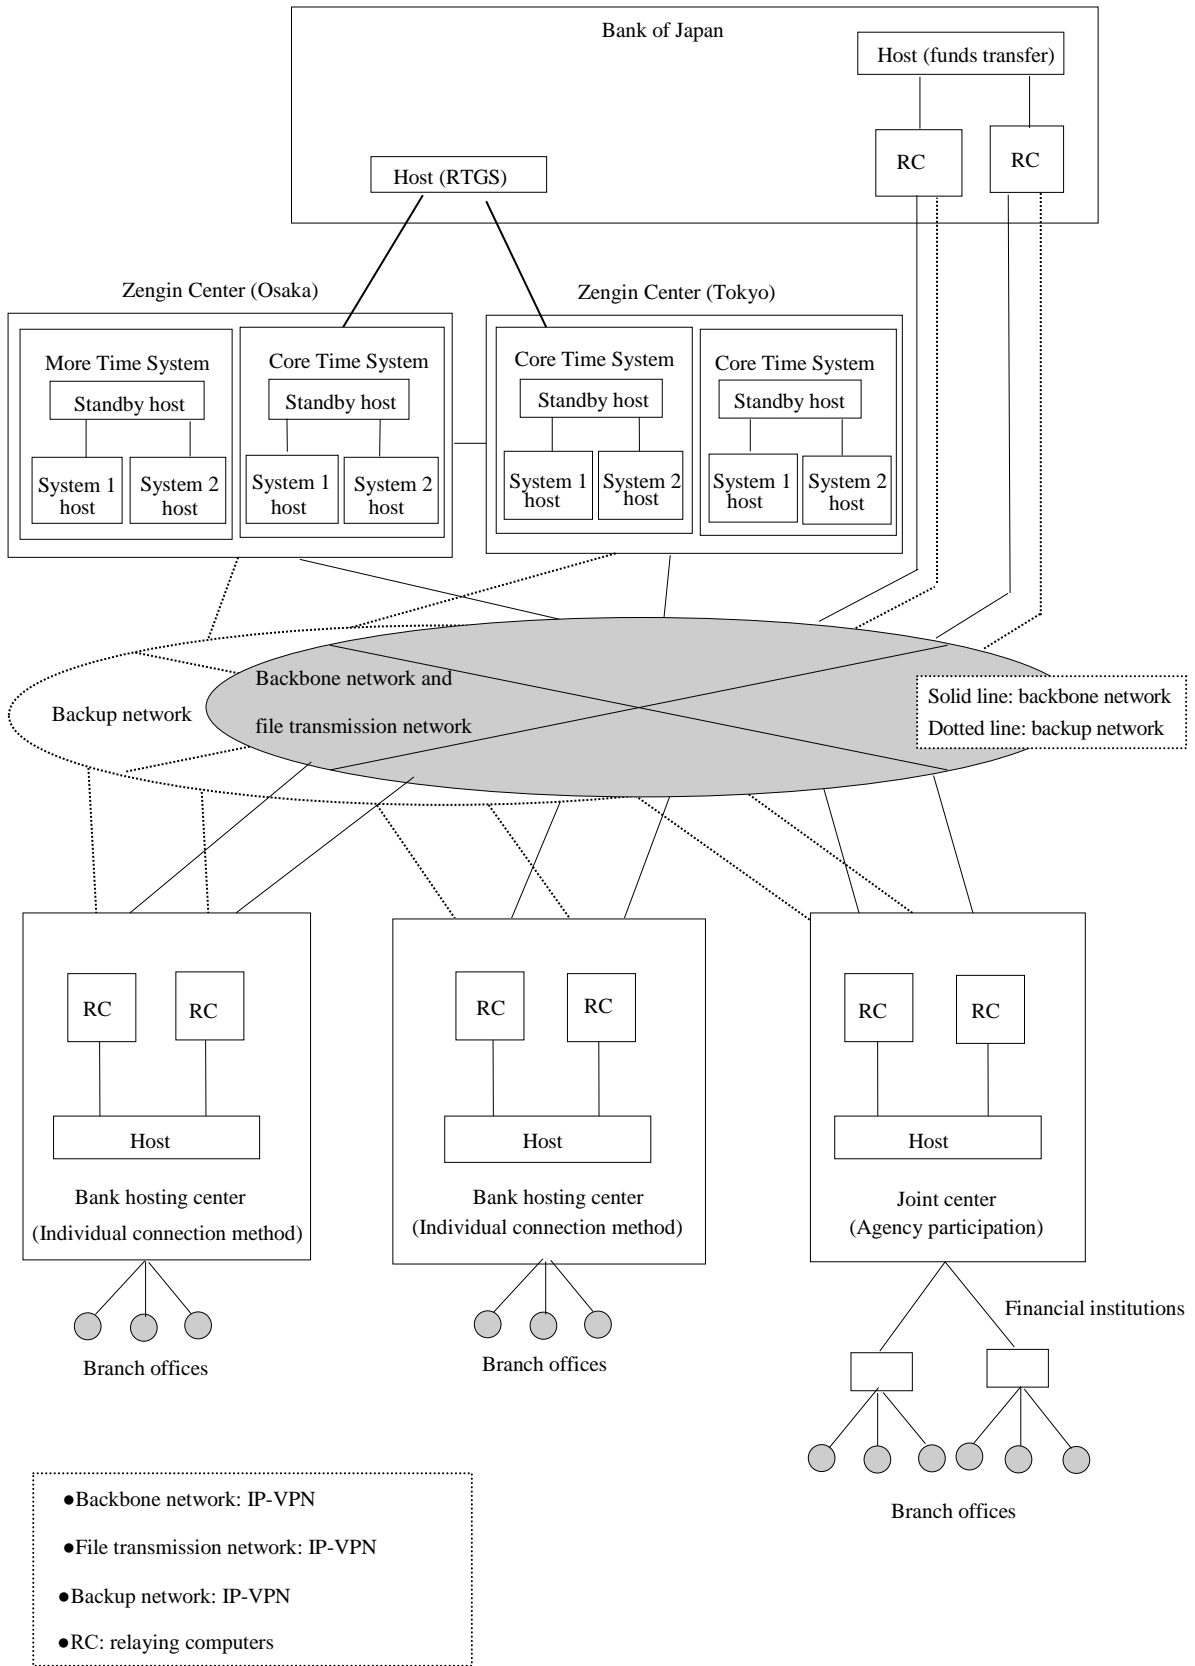 Bank of Japan
Host (funds transfer)
RC
RC
Host (RTGS)
Zengin Center (Osaka)
Zengin Center (Tokyo)
More Time System
Standby host
System 1
host
System 2
host
Core Time System
Standby host
System 1
host
System 2
host
Core Time System
Standby host
System 1
host
System 2
host
Core Time System
Standby host
System 1
host
System 2
host
Backup network
Backbone network and
file transmission network
Solid line: backbone network
Dotted line: backup network
RC
RC
Host
Bank hosting center
(Individual connection method)
Branch offices
RC
RC
Host
Bank hosting center
(Individual connection method)
Branch offices
RC
RC
Host
Joint center
(Agency participation)
Financial institutions
Branch offices
●Backbone network: IP-VPN
●File transmission network: IP-VPN
●Backup network: IP-VPN
●RC: relaying computers